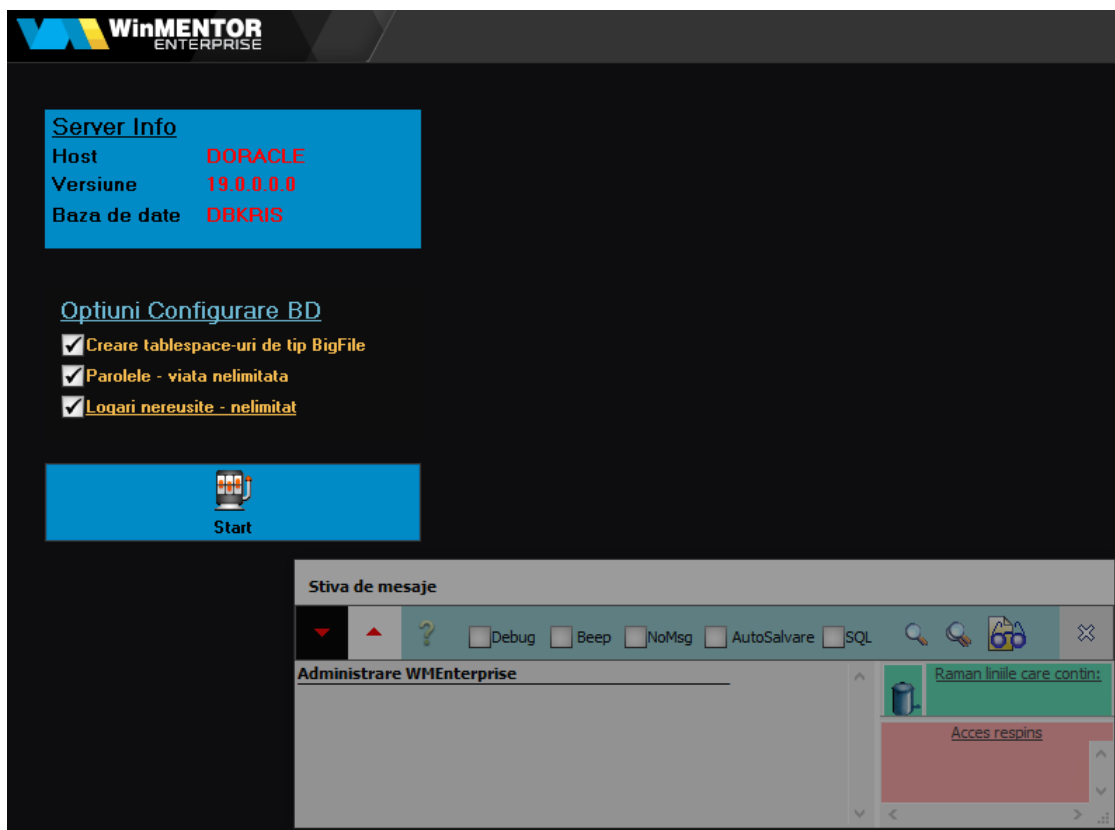 WinMENTOR
ENTERPRISE
Server Info
Host DORACLE
Versiune 19.0.0.0.0
Baza de date DBKRIS
Optiuni Configurare BD
Creare tablespace-uri de tip BigFile
Parolele - viata nelimitata
Logari nereusite - nelimitat
Start
Stiva de mesaje
Debug Beep NoMsg AutoSalvare SQL
Administrare WMEnterprise
Raman liniile care contin:
Acces respins